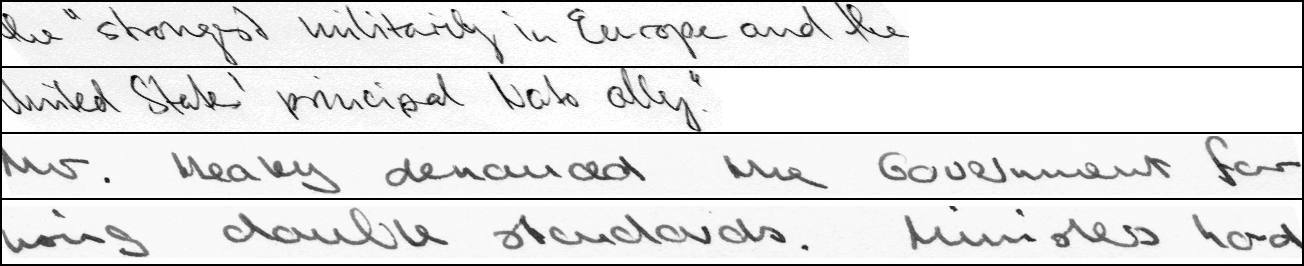 the "strongest militarily in Europe and the
United States' principal Nato ally."
Mr. Healey denounced the Government for
using double standards. Ministers had